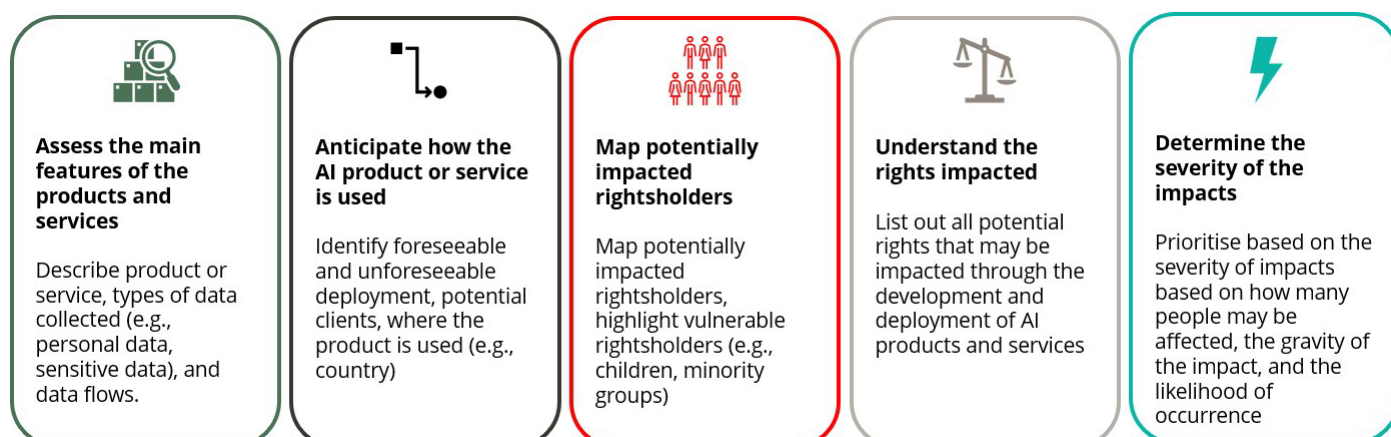 Assess the main
features of the
products and
services
Describe product or
service, types of data
collected (e.g.,
personal data,
sensitive data), and
data flows.
Anticipate how the
AI product or service
is used
Identify foreseeable
and unforeseeable
deployment, potential
clients, where the
product is used (e.g.,
country)
Map potentially
impacted
rightsholders
Map potentially
impacted
rightsholders,
highlight vulnerable
rightsholders (e.g.,
children, minority
groups)
Understand the
rights impacted
List out all potential
rights that may be
impacted through the
development and
deployment of AI
products and services
Determine the
severity of the
impacts
Prioritise based on the
severity of impacts
based on how many
people may be
affected, the gravity of
the impact, and the
likelihood of
occurrence